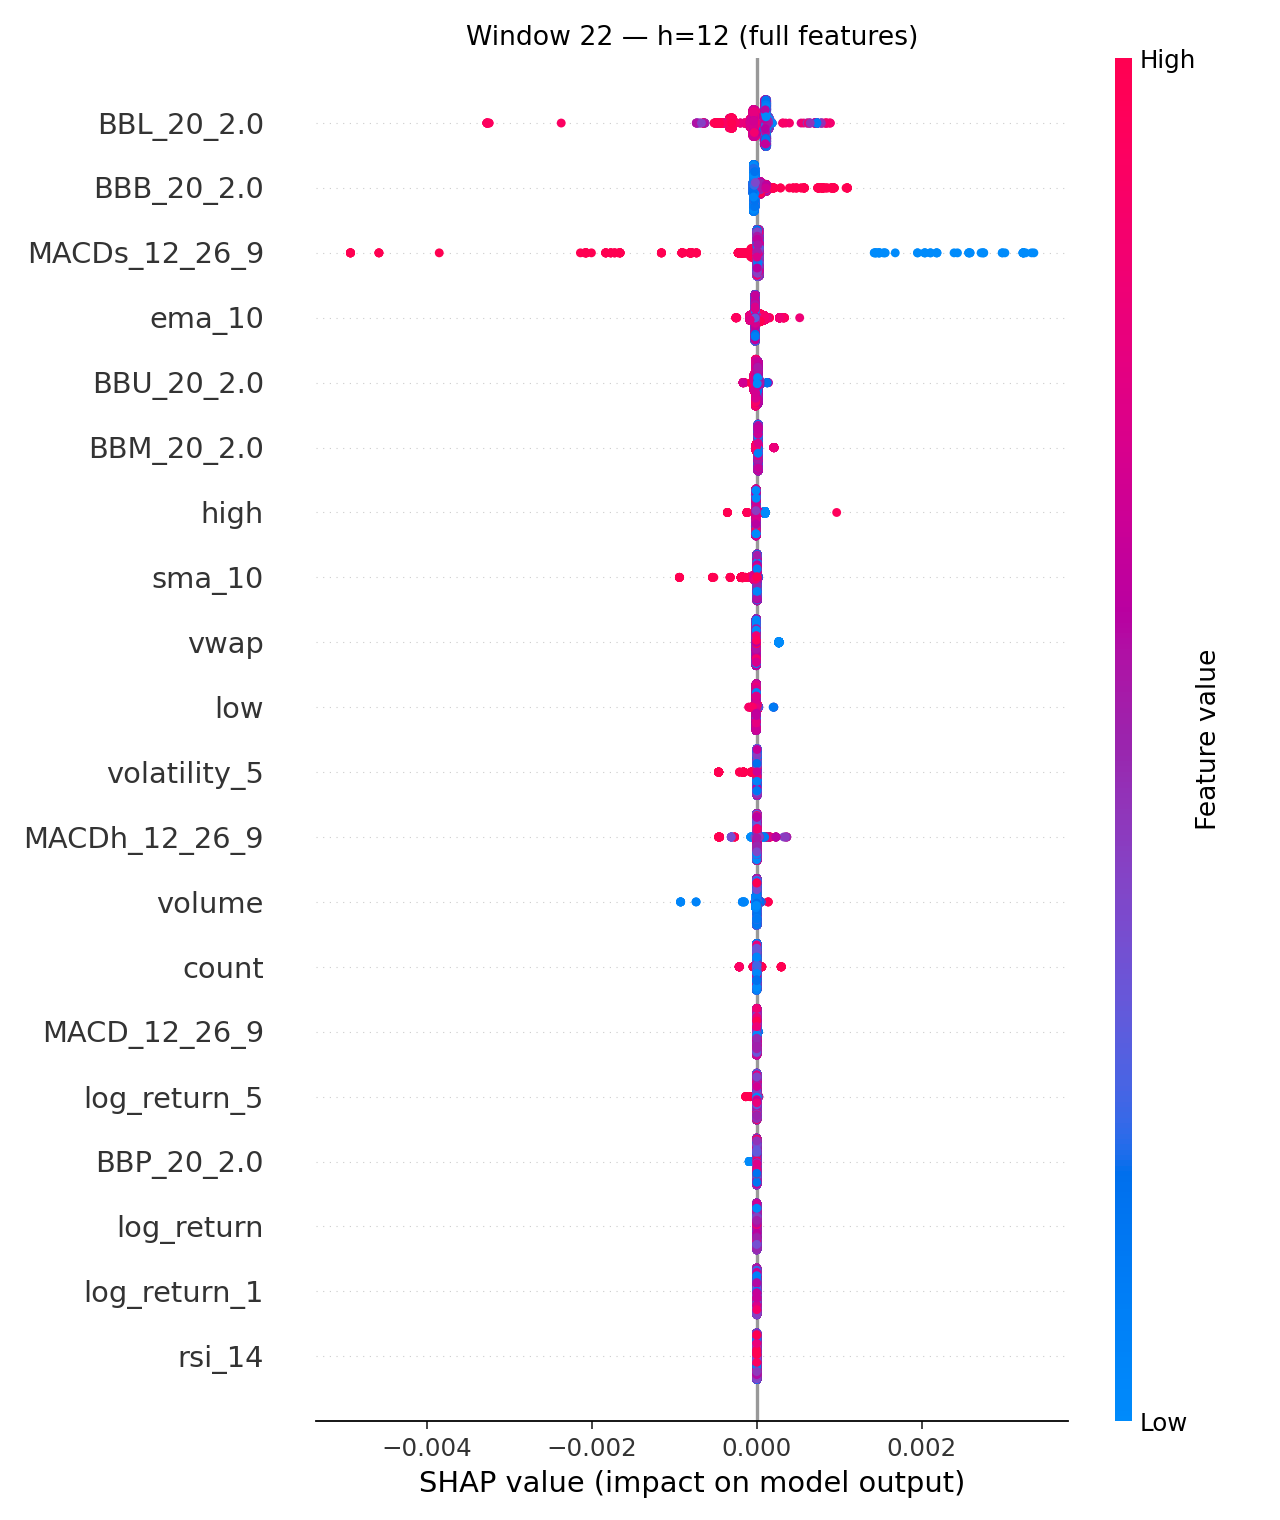 Window 22 — h=12 (full features)
High
BBL_20_2.0
BBB_20_2.0
MACDs_12_26_9
ema_10
BBU_20_2.0
BBM_20_2.0
high
sma_10
vwap
low
volatility_5
MACDh_12_26_9
volume
count
MACD_12_26_9
log_return_5
BBP_20_2.0
log_return
log_return_1
rsi_14
Feature value
Low
−0.004 −0.002 0.000 0.002
SHAP value (impact on model output)